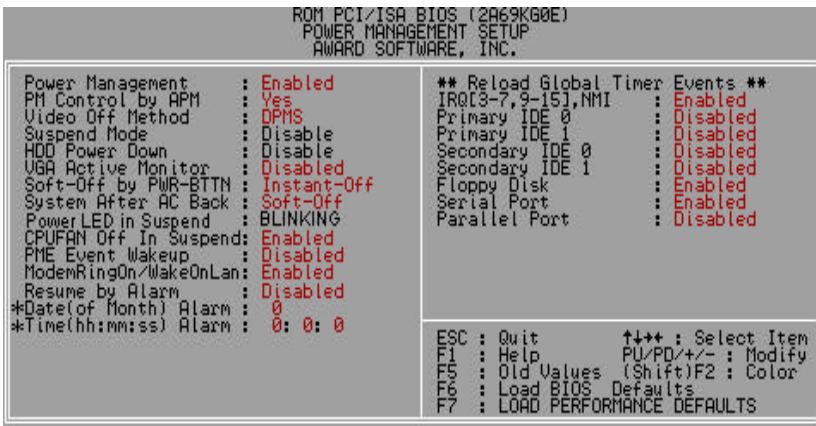 ROM PCI/ISA BIOS (2A69KG0E)
POWER MANAGEMENT SETUP
AWARD SOFTWARE, INC.
Power Management : Enabled
PM Control by APM : Yes
Video Off Method : DPMS
Suspend Mode : Disable
HDD Power Down : Disable
VGA Active Monitor : Disabled
Soft-Off by PWR-BTTN : Instant-Off
System After AC Back : Soft-Off
Power LED in Suspend : BLINKING
CPUFAN Off In Suspend: Enabled
PME Event Wakeup : Disabled
ModemRingOn/WakeOnLan: Enabled
Resume by Alarm : Disabled
*Date(of Month) Alarm : 0
*Time(hh:mm:ss) Alarm : 0: 0: 0
** Reload Global Timer Events **
IRQ[3-7,9-15],NMI : Enabled
Primary IDE 0 : Disabled
Primary IDE 1 : Disabled
Secondary IDE 0 : Disabled
Secondary IDE 1 : Disabled
Floppy Disk : Enabled
Serial Port : Enabled
Parallel Port : Disabled
ESC : Quit ↑↓→← : Select Item
F1 : Help PU/PD/+/- : Modify
F5 : Old Values (Shift)F2 : Color
F6 : Load BIOS Defaults
F7 : LOAD PERFORMANCE DEFAULTS